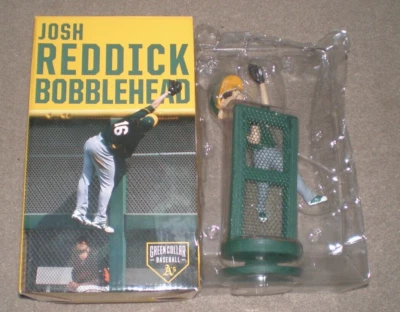 JOSH
REDDICK
BOBBLEHEAD
16
GREEN COLLAR
BASEBALL
A's